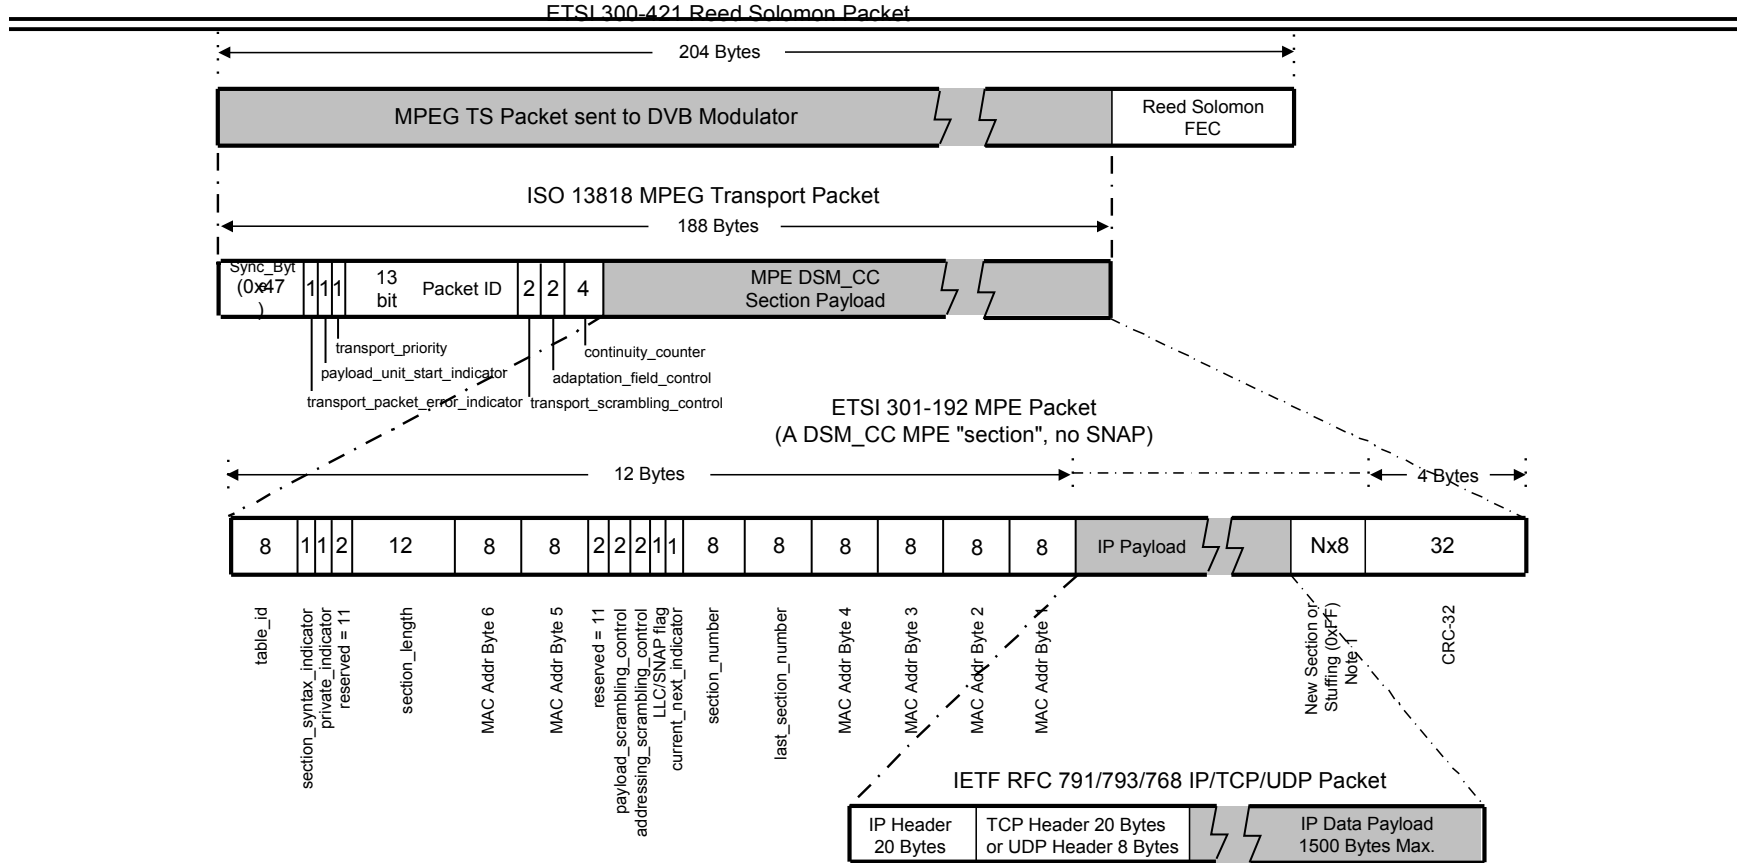 ETSI 300-421 Reed Solomon Packet
204 Bytes
MPEG TS Packet sent to DVB Modulator
Reed Solomon
FEC
ISO 13818 MPEG Transport Packet
188 Bytes
Sync_Byt
e
(0x47
)
1 1 1
13
bit
Packet ID
2 2 4
MPE DSM_CC
Section Payload
transport_priority
continuity_counter
payload_unit_start_indicator
adaptation_field_control
transport_packet_error_indicator
transport_scrambling_control
ETSI 301-192 MPE Packet
(A DSM_CC MPE "section", no SNAP)
12 Bytes
4 Bytes
8 1 1 2 12 8 8 2 2 2 1 1 8 8 8 8 8 8 IP Payload Nx8 32
table_id
section_syntax_indicator
private_indicator
reserved = 11
section_length
MAC Addr Byte 6
MAC Addr Byte 5
reserved = 11
payload_scrambling_control
addressing_scrambling_control
LLC/SNAP flag
current_next_indicator
section_number
last_section_number
MAC Addr Byte 4
MAC Addr Byte 3
MAC Addr Byte 2
MAC Addr Byte 1
New Section or
Stuffing (0xFF)
Note 1
CRC-32
IETF RFC 791/793/768 IP/TCP/UDP Packet
IP Header
20 Bytes
TCP Header 20 Bytes
or UDP Header 8 Bytes
IP Data Payload
1500 Bytes Max.